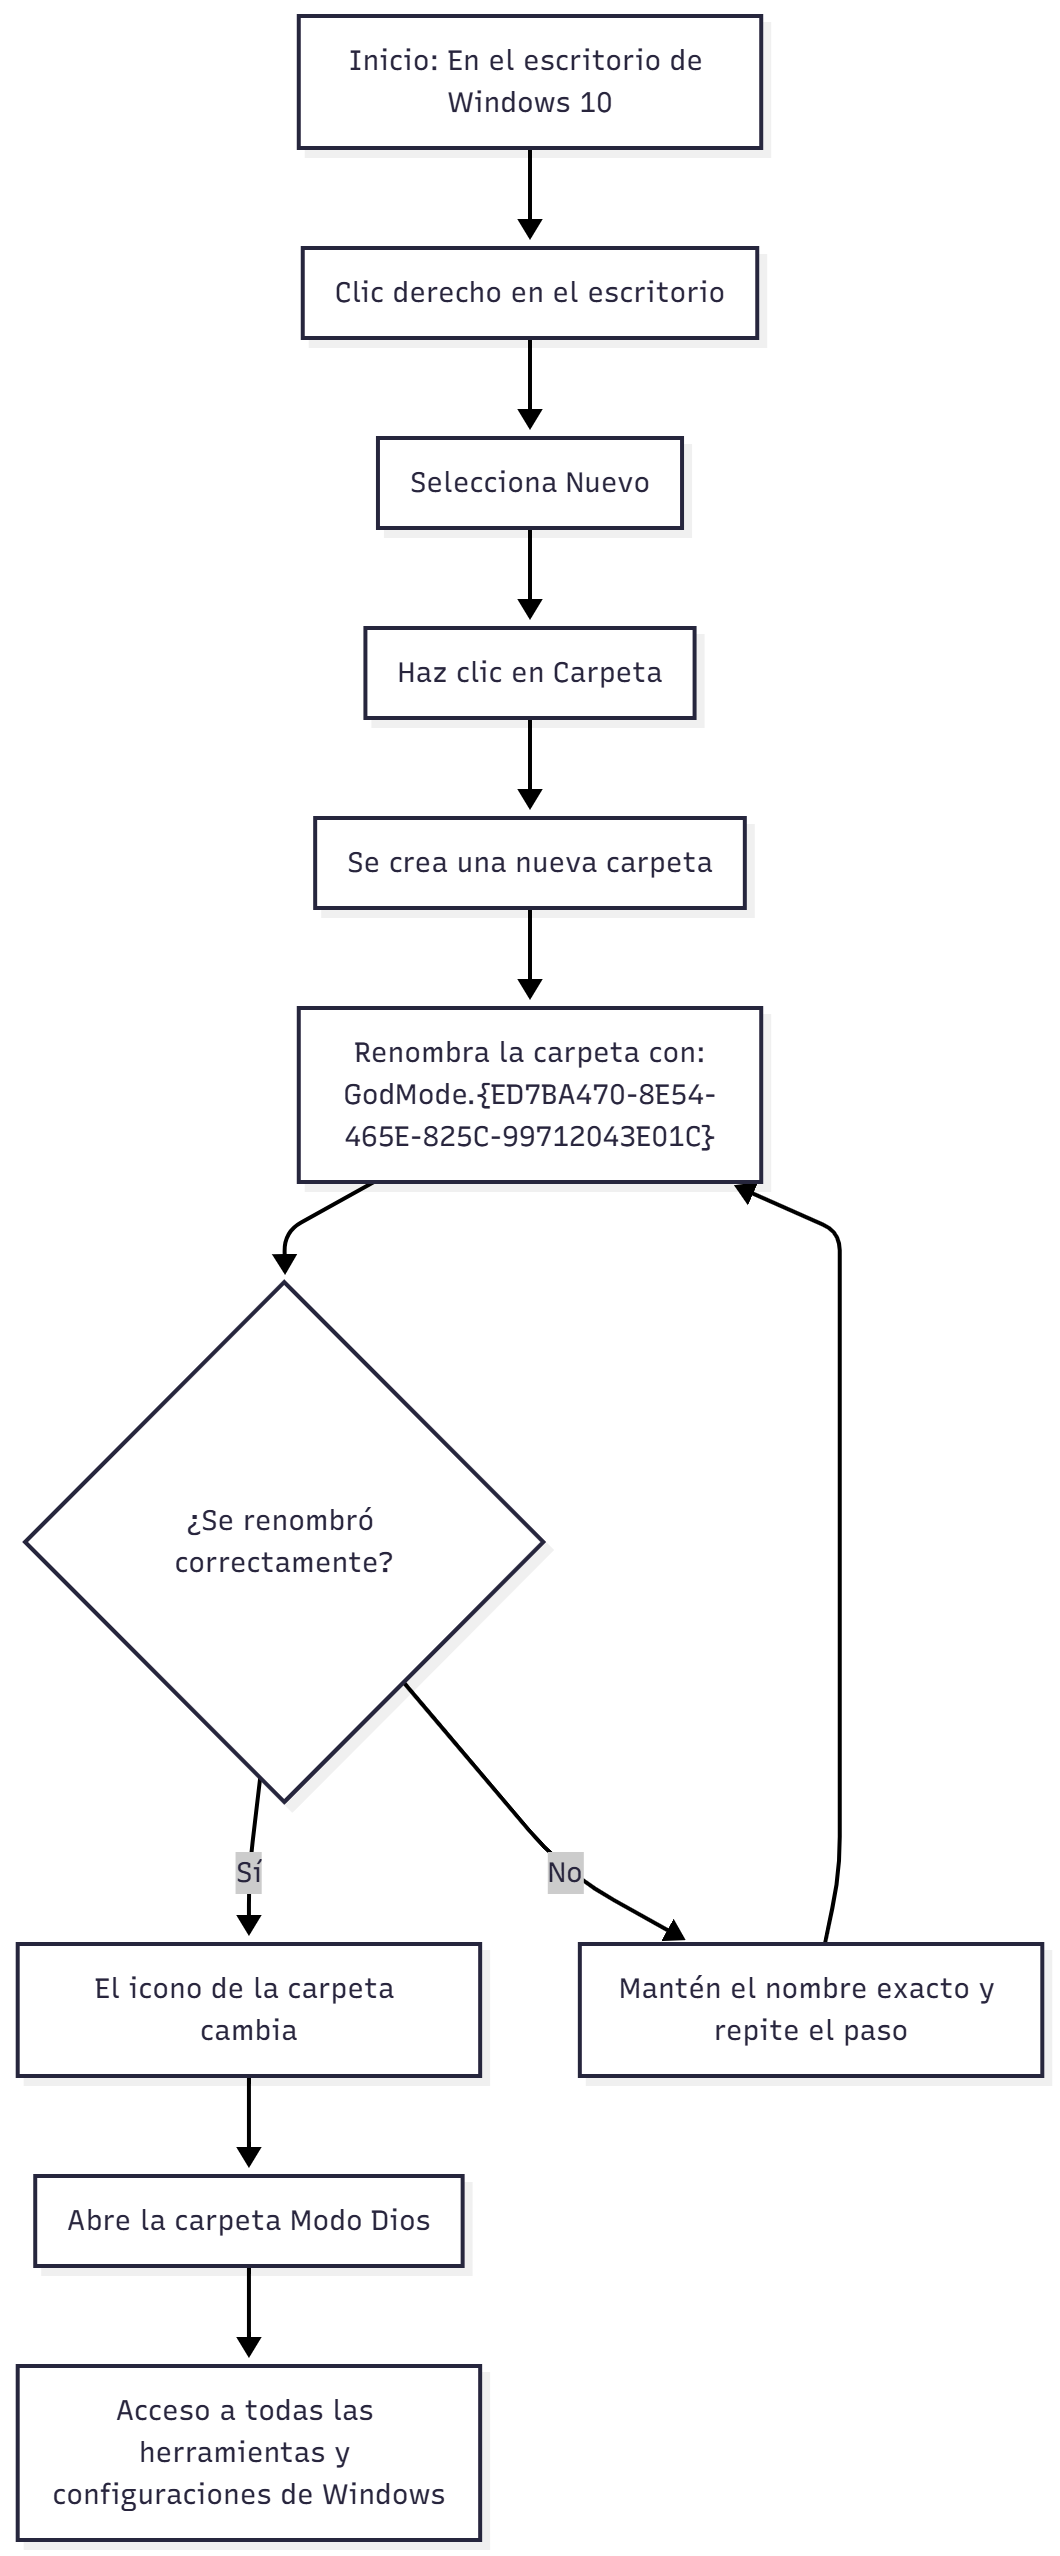 Inicio: En el escritorio de
Windows 10
Clic derecho en el escritorio
Selecciona Nuevo
Haz clic en Carpeta
Se crea una nueva carpeta
Renombra la carpeta con:
GodMode.{ED7BA470-8E54-
465E-825C-99712043E01C}
¿Se renombró
correctamente?
Sí
No
El icono de la carpeta
cambia
Mantén el nombre exacto y
repite el paso
Abre la carpeta Modo Dios
Acceso a todas las
herramientas y
configuraciones de Windows